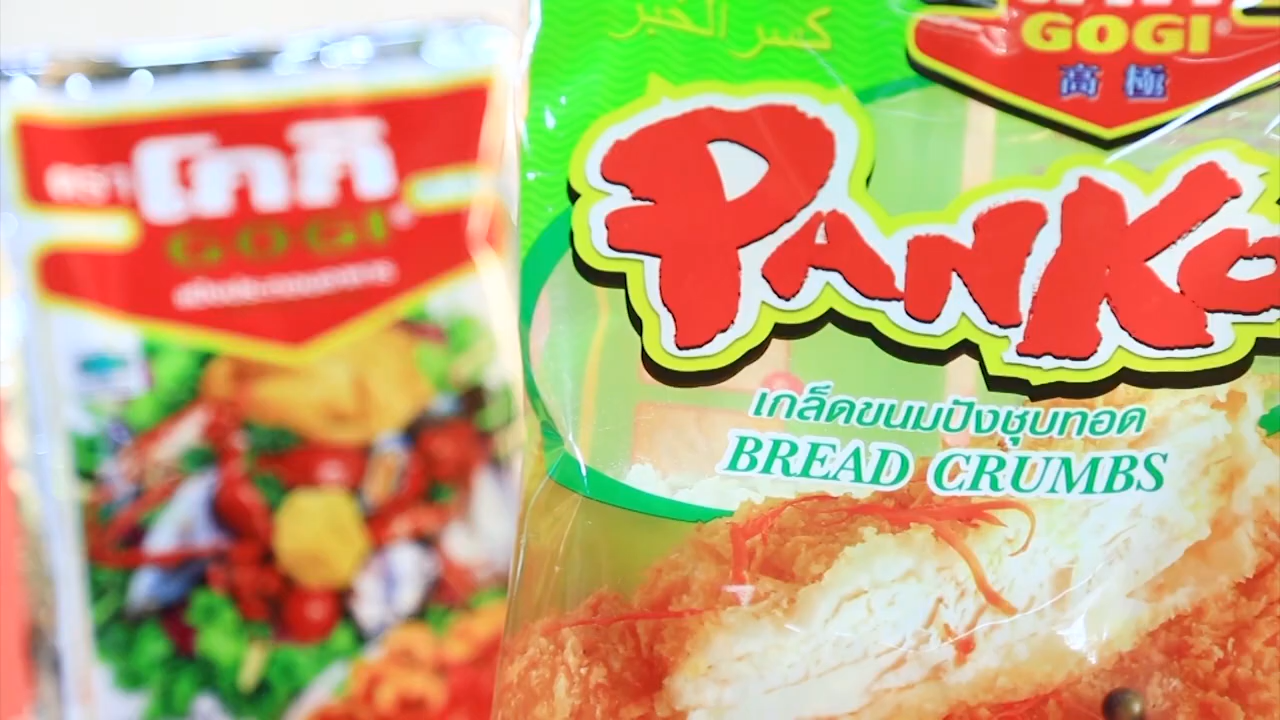 ตรา โกกิ
GOGI
كسر الخبز
GOGI
高極
PANKO
เกล็ดขนมปังชุบทอด
BREAD CRUMBS